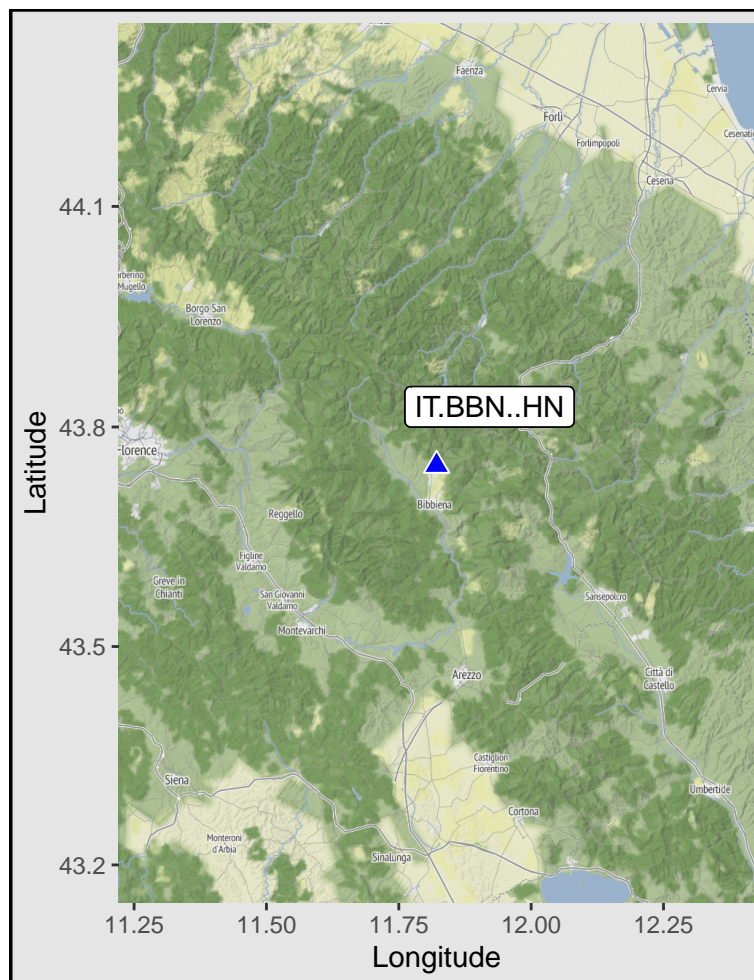 Faenza
Cervia
Forlì
Forlimpopoli
Cesenati
Cesena
44.1
arberino
Mugello
Borgo San
Lorenzo
IT.BBN..HN
43.8
Florence
Latitude
Bibbiena
Reggello
Figline
Valdarno
Greve in
Chianti
San Giovanni
Valdarno
Sansepolcro
Montevarchi
43.5
Arezzo
Città di
Castello
Castiglion
Fiorentino
Siena
Umbertide
Cortona
Monteroni
d'Arbia
Sinalunga
43.2
11.25 11.50 11.75 12.00 12.25
Longitude